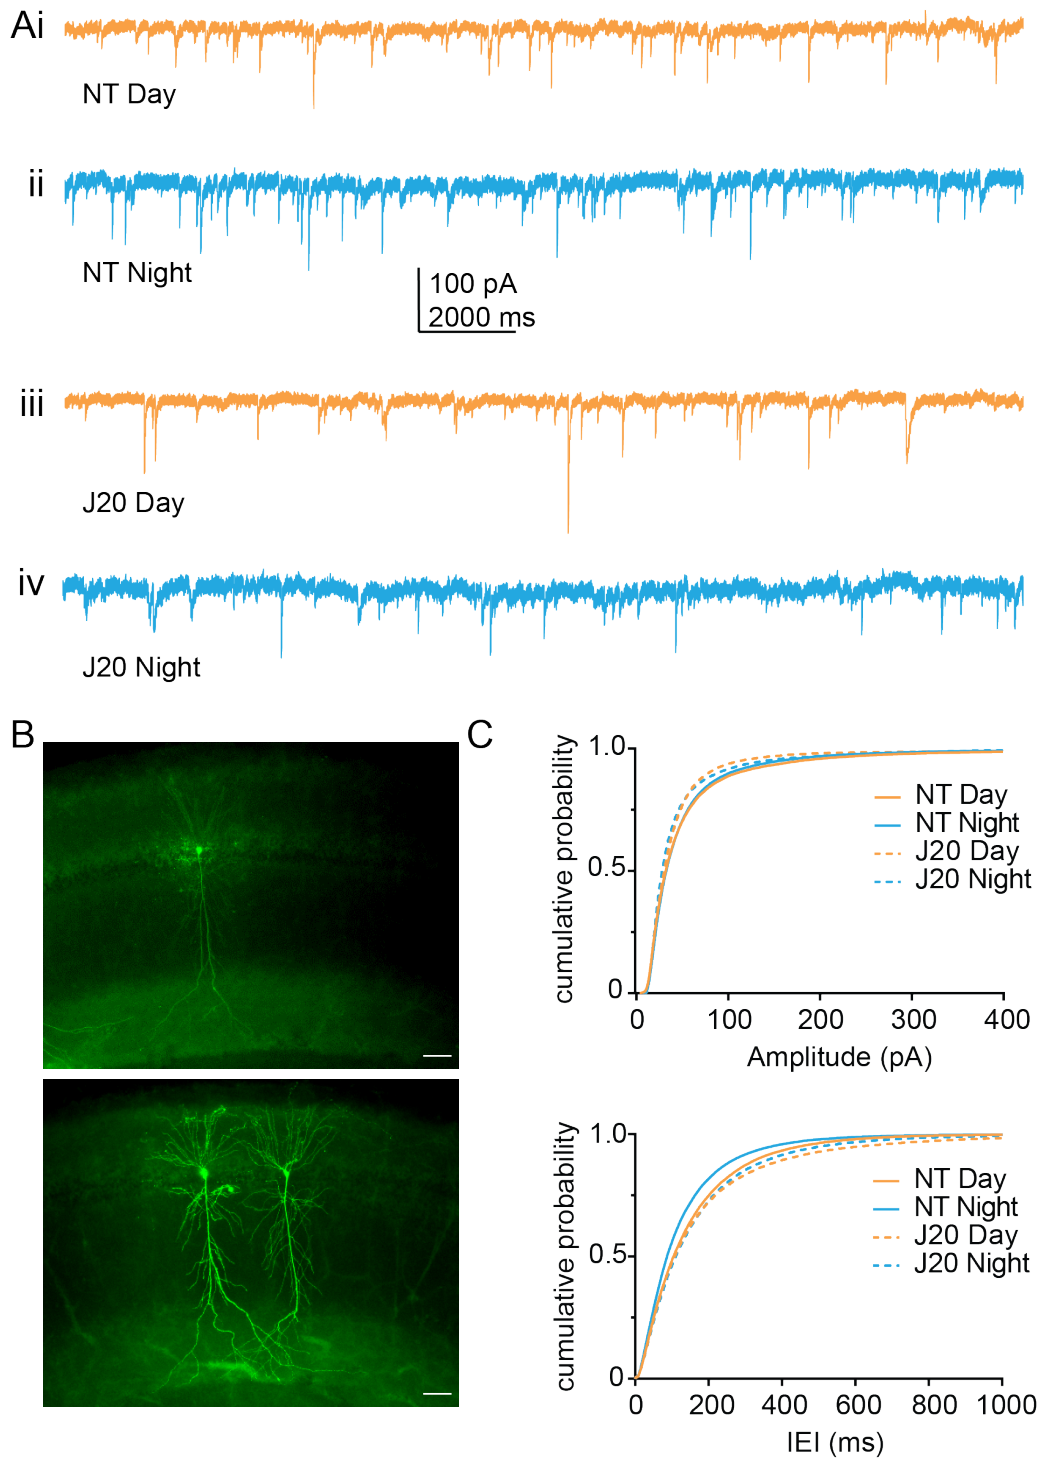 Ai
NT Day
ii
NT Night
100 pA
2000 ms
iii
J20 Day
iv
J20 Night
B
C
cumulative probability
1.0
0.5
0
0 100 200 300 400
Amplitude (pA)
NT Day
NT Night
J20 Day
J20 Night
cumulative probability
1.0
0.5
0
0 200 400 600 800 1000
IEI (ms)
NT Day
NT Night
J20 Day
J20 Night